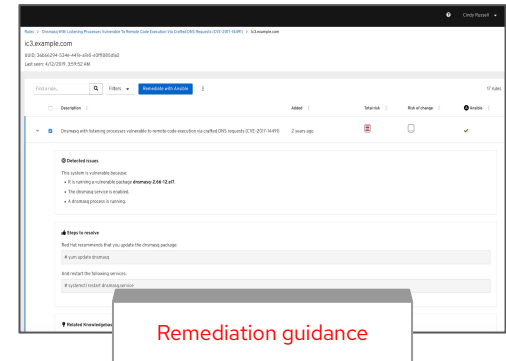 Cindy Russell
Rules > Dnsmasq With Listening Processes Vulnerable To Remote Code Execution Via Crafted DNS Requests (CVE-2017-14491) > ic3.example.com
ic3.example.com
UUID:
Last seen: 4/12/2019, 3:59:52 AM
Find a rule... Filters Remediate with Ansible 17 rules
Description Added Total risk Risk of change Ansible
Dnsmasq with listening processes vulnerable to remote code execution via crafted DNS requests (CVE-2017-14491) 2 years ago
Detected issues
This system is vulnerable because:
• It is running a vulnerable package dnsmasq-2.66-12.el7.
• The dnsmasq service is enabled.
• A dnsmasq process is running.
Steps to resolve
Red Hat recommends that you update the dnsmasq package:
# yum update dnsmasq
And restart the following services:
# systemctl restart dnsmasq.service
Related Knowledgebas
Remediation guidance